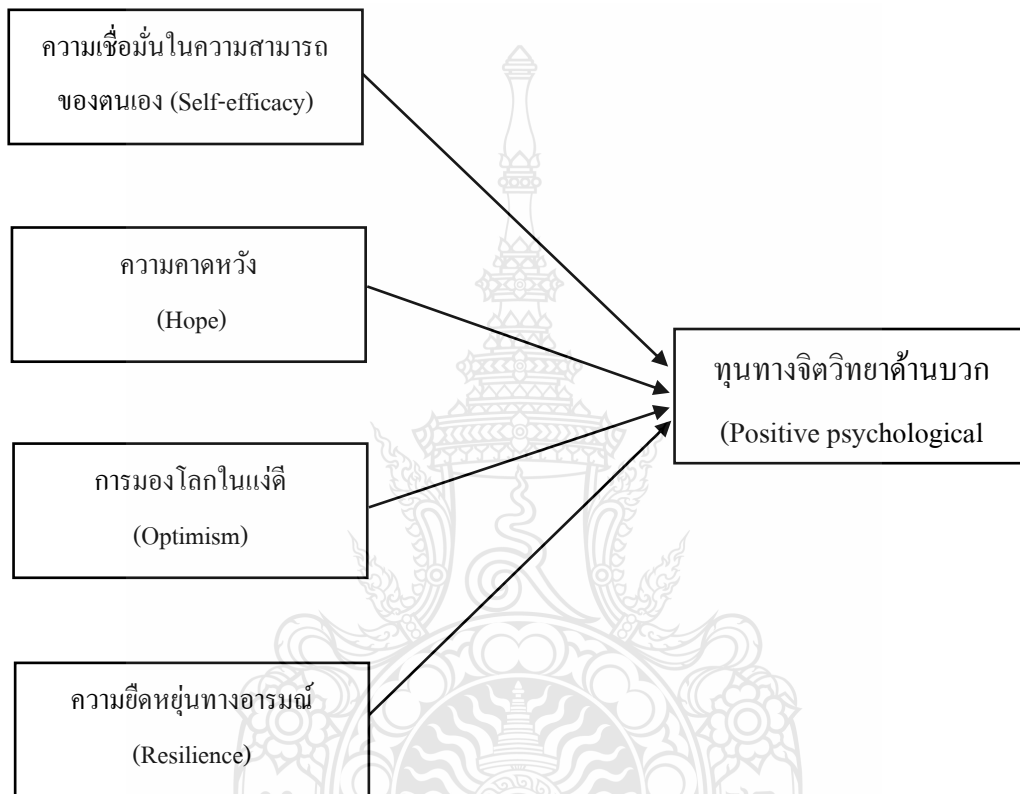 ความเชื่อมั่นในความสามารถ
ของตนเอง (Self-efficacy)
ความคาดหวัง
(Hope)
การมองโลกในแง่ดี
(Optimism)
ความยืดหยุ่นทางอารมณ์
(Resilience)
ทุนทางจิตวิทยาด้านบวก
(Positive psychological